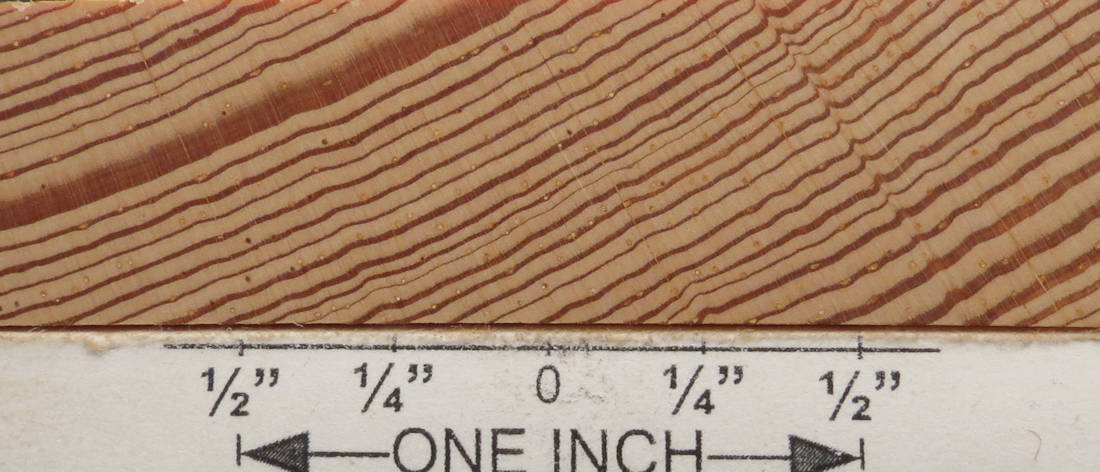 ½” ¼” 0 ¼” ½”
ONE INCH